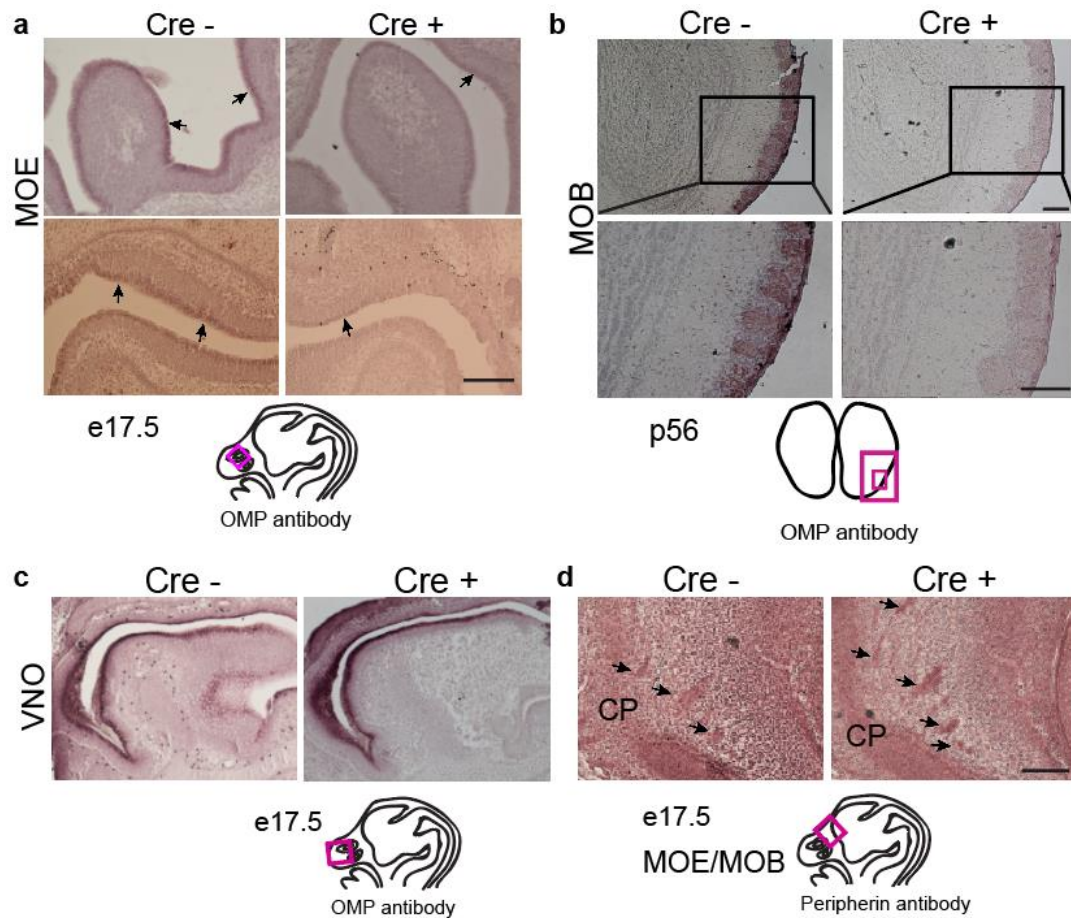 a
Cre -
Cre +
MOE
e17.5
OMP antibody
b
Cre -
Cre +
MOB
p56
OMP antibody
c
Cre -
Cre +
VNO
e17.5
OMP antibody
d
Cre -
Cre +
CP
CP
e17.5
MOE/MOB
Peripherin antibody